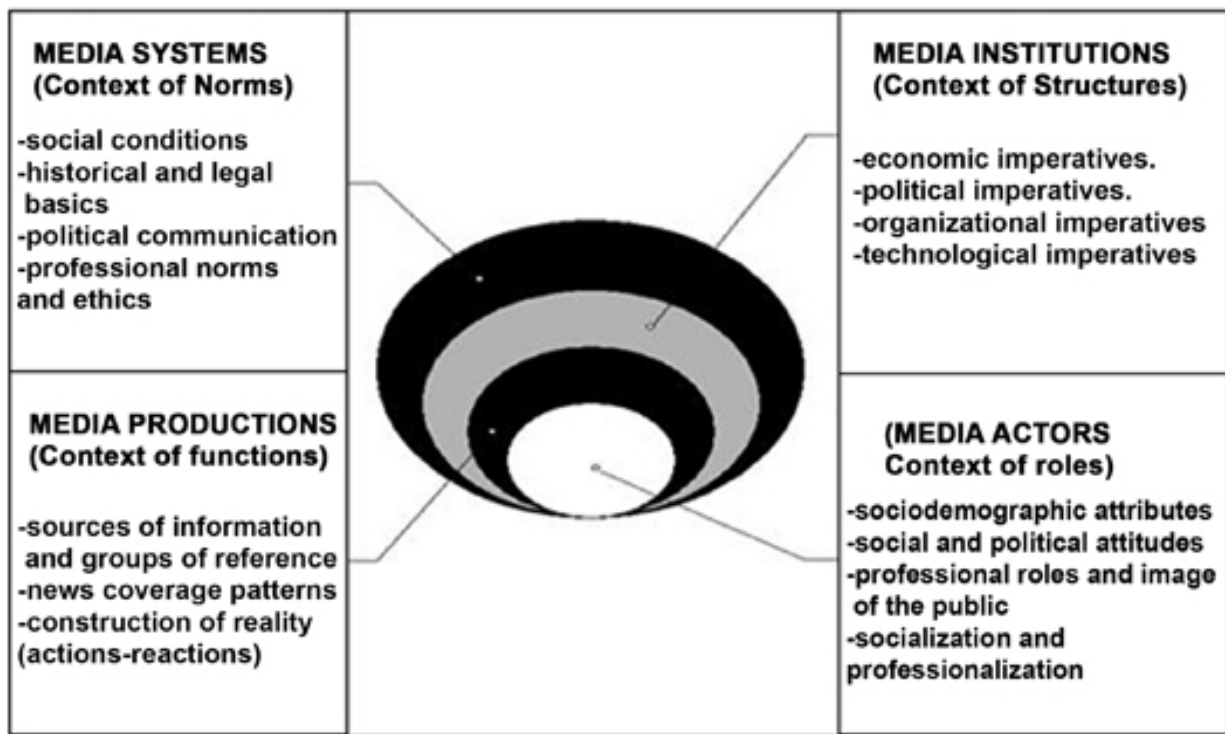 MEDIA SYSTEMS
(Context of Norms)
-social conditions
-historical and legal
basics
-political communication
-professional norms
and ethics
MEDIA INSTITUTIONS
(Context of Structures)
-economic imperatives.
-political imperatives.
-organizational imperatives
-technological imperatives
MEDIA PRODUCTIONS
(Context of functions)
-sources of information
and groups of reference
-news coverage patterns
-construction of reality
(actions-reactions)
(MEDIA ACTORS
Context of roles)
-sociodemographic attributes
-social and political attitudes
-professional roles and image
of the public
-socialization and
professionalization